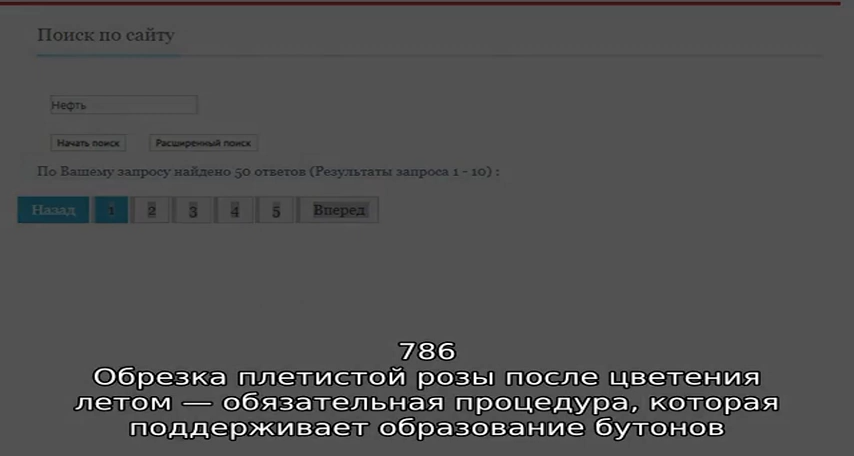 Поиск по сайту
Нефть
Начать поиск Расширенный поиск
По Вашему запросу найдено 50 ответов (Результаты запроса 1 - 10) :
Назад 1 2 3 4 5 Вперед
786
Обрезка плетистой розы после цветения
летом — обязательная процедура, которая
поддерживает образование бутонов